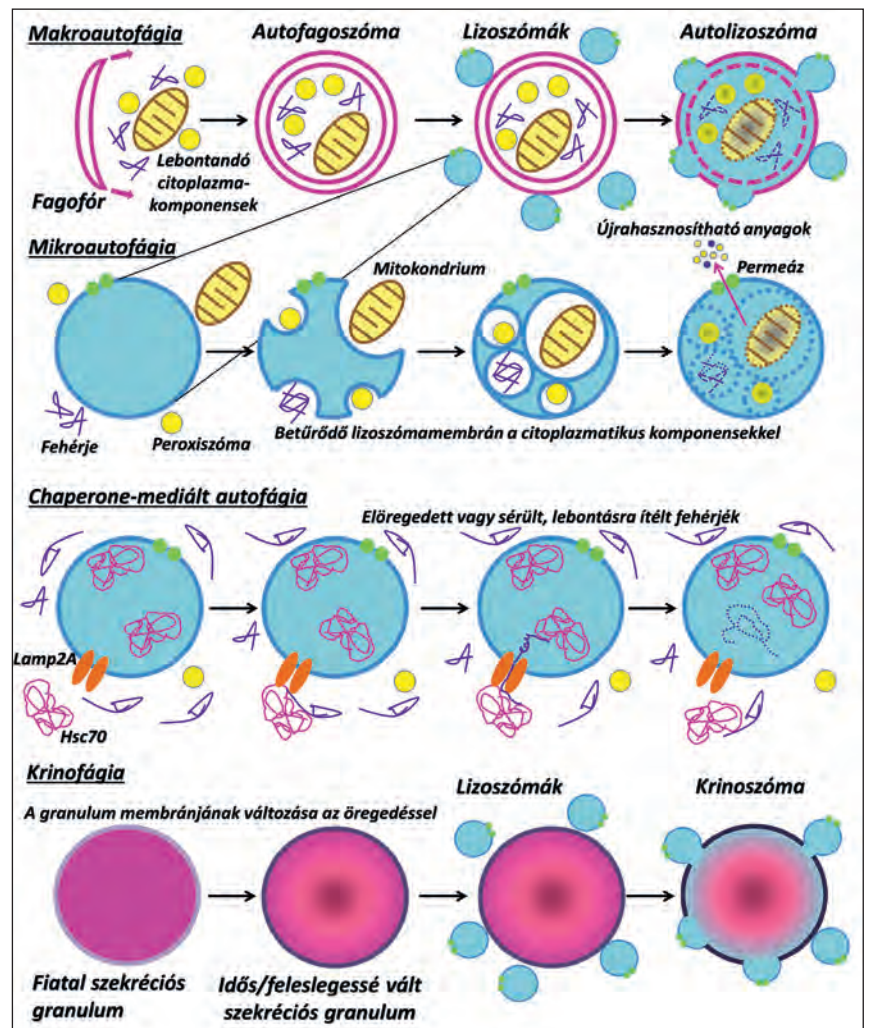 Makroautofágia
Autofagoszóma
Lizoszómák
Autolizoszóma
Lebontandó
citoplazma-
komponensek
Fagofór
Újrahasznosítható anyagok
Mikroautofágia
Mitokondrium
Permeáz
Fehérje
Peroxiszóma
Betűrődő lizoszómamembrán a citoplazmatikus komponensekkel
Chaperone-mediált autofágia
Elöregedett vagy sérült, lebontásra ítélt fehérjék
Lamp2A
Hsc70
Krinofágia
Lizoszómák
Krinoszóma
A granulum membránjának változása az öregedéssel
Fiatal szekréciós
granulum
Idős/feleslegessé vált
szekréciós granulum